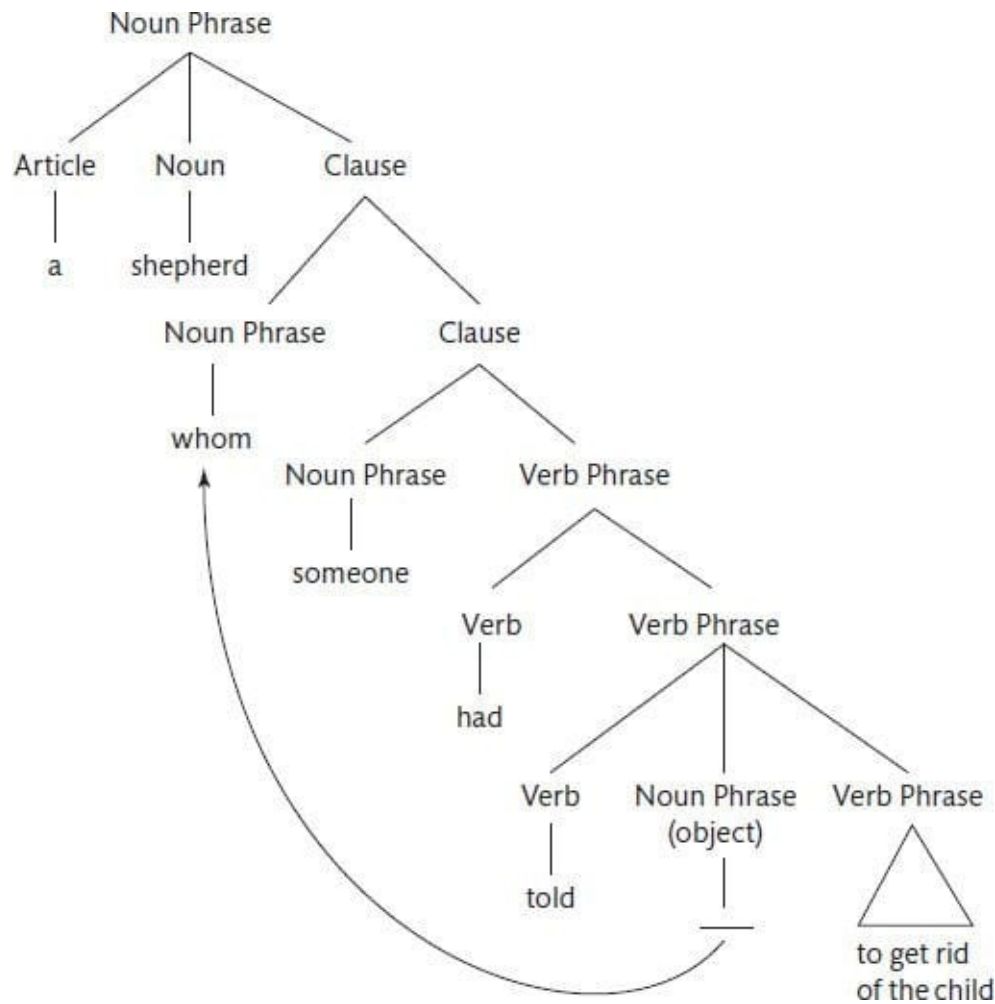 Noun Phrase
Article Noun Clause
a shepherd
Noun Phrase Clause
whom
Noun Phrase Verb Phrase
someone
Verb Verb Phrase
had
Verb Noun Phrase Verb Phrase
(object)
told
to get rid
of the child